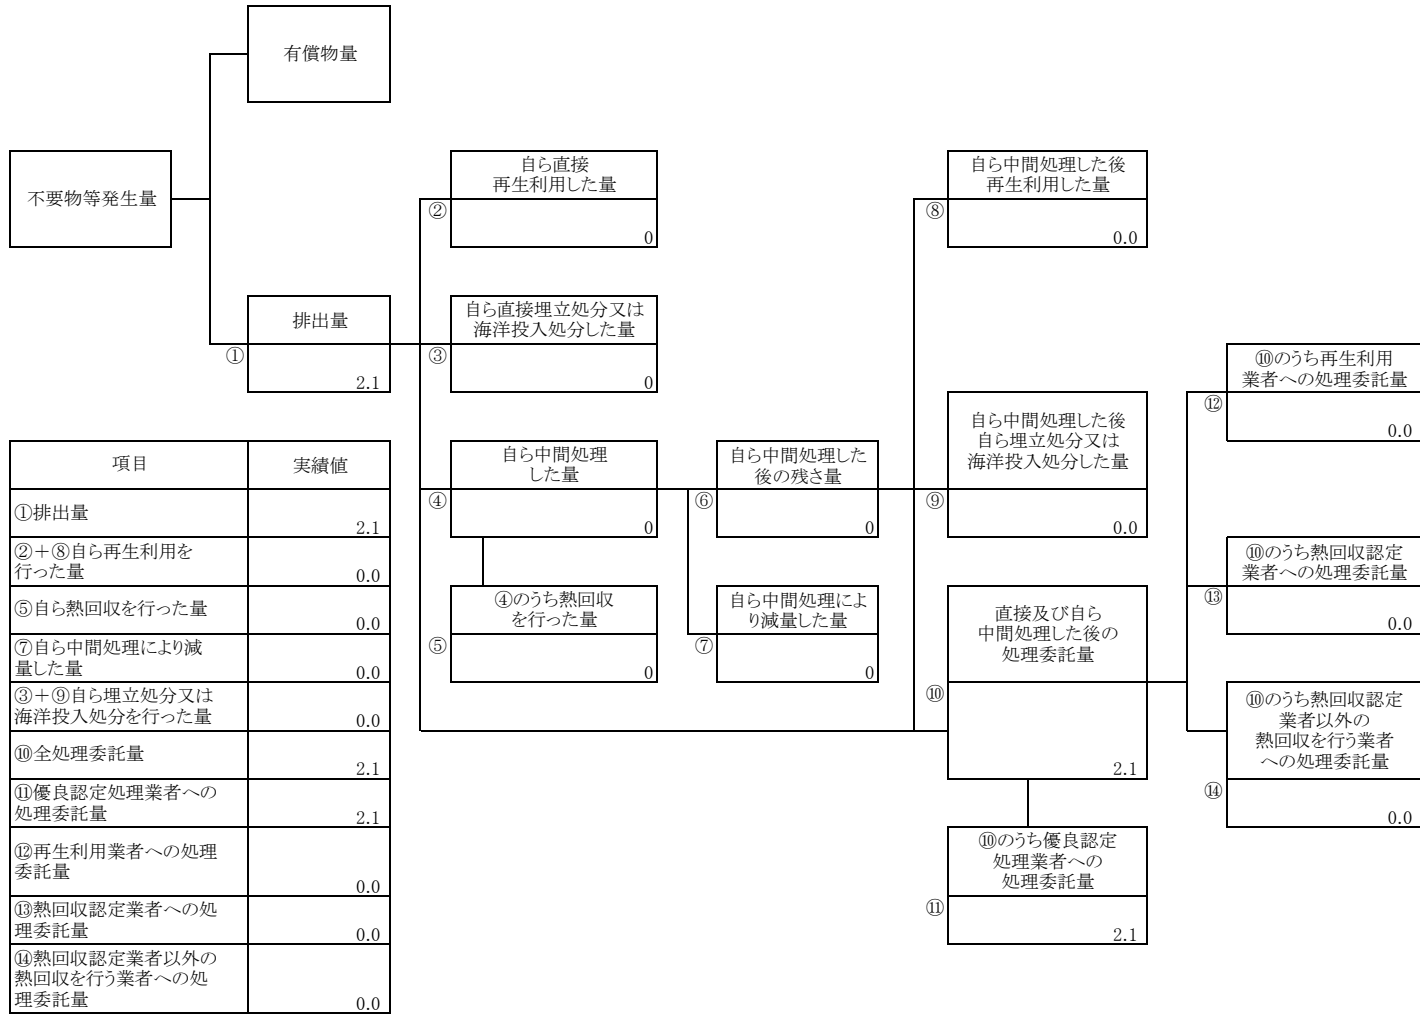 有償物量
不要物等発生量
自ら直接
再生利用した量
②
0
自ら中間処理した後
再生利用した量
⑧
0.0
排出量
①
2.1
自ら直接埋立処分又は
海洋投入処分した量
③
0
⑩のうち再生利用
業者への処理委託量
⑫
0.0
自ら中間処理
した量
④
0
自ら中間処理した
後の残さ量
⑥
0
自ら中間処理した後
自ら埋立処分又は
海洋投入処分した量
⑨
0.0
⑩のうち熱回収認定
業者への処理委託量
⑬
0.0
④のうち熱回収
を行った量
⑤
0
自ら中間処理によ
り減量した量
⑦
0
直接及び自ら
中間処理した後の
処理委託量
⑩
2.1
⑩のうち熱回収認定
業者以外の
熱回収を行う業者
への処理委託量
⑭
0.0
⑩のうち優良認定
処理業者への
処理委託量
⑪
2.1
項目 実績値
①排出量 2.1
②＋⑧自ら再生利用を
行った量 0.0
⑤自ら熱回収を行った量 0.0
⑦自ら中間処理により減
量した量 0.0
③＋⑨自ら埋立処分又は
海洋投入処分を行った量 0.0
⑩全処理委託量 2.1
⑪優良認定処理業者への
処理委託量 2.1
⑫再生利用業者への処理
委託量 0.0
⑬熱回収認定業者への処
理委託量 0.0
⑭熱回収認定業者以外の
熱回収を行う業者への処
理委託量 0.0